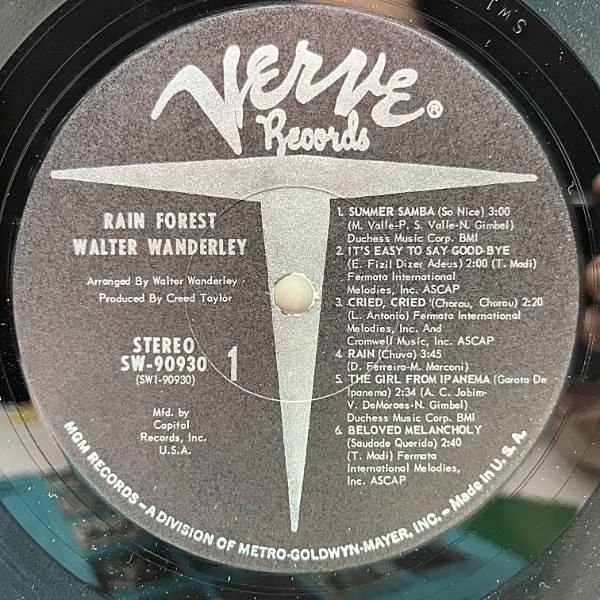 Verve®
Records
RAIN FOREST
WALTER WANDERLEY
Arranged By Walter Wanderley
Produced By Creed Taylor
STEREO
SW-90930
(SW1-90930)
1
Mfd. by
Capitol
Records, Inc.
U.S.A.
1. SUMMER SAMBA (So Nice) 3:00
(M. Valle-P. S. Valle-N. Gimbel)
Duchess Music Corp. BMI
2. IT'S EASY TO SAY GOOD-BYE
(E. Fizil Dizer Adeus) 2:00 (T. Madi)
Fermata International
Melodies, Inc. ASCAP
3. CRIED, CRIED (Chorou, Chorou) 2:20
(L. Antonio) Fermata International
Melodies, Inc. And
Cromwell Music, Inc. ASCAP
4. RAIN (Chuva) 3:45
(D. Ferreira-M. Marconi)
5. THE GIRL FROM IPANEMA (Garota De
Ipanema) 2:34 (A. C. Jobim-
V. DeMoraes-N. Gimbel)
Duchess Music Corp. BMI
6. BELOVED MELANCHOLY
(Saudade Querida) 2:40
(T. Madi) Fermata
International Melodies,
Inc. ASCAP
MGM RECORDS - A DIVISION OF METRO-GOLDWYN-MAYER, INC. - Made in U. S. A.